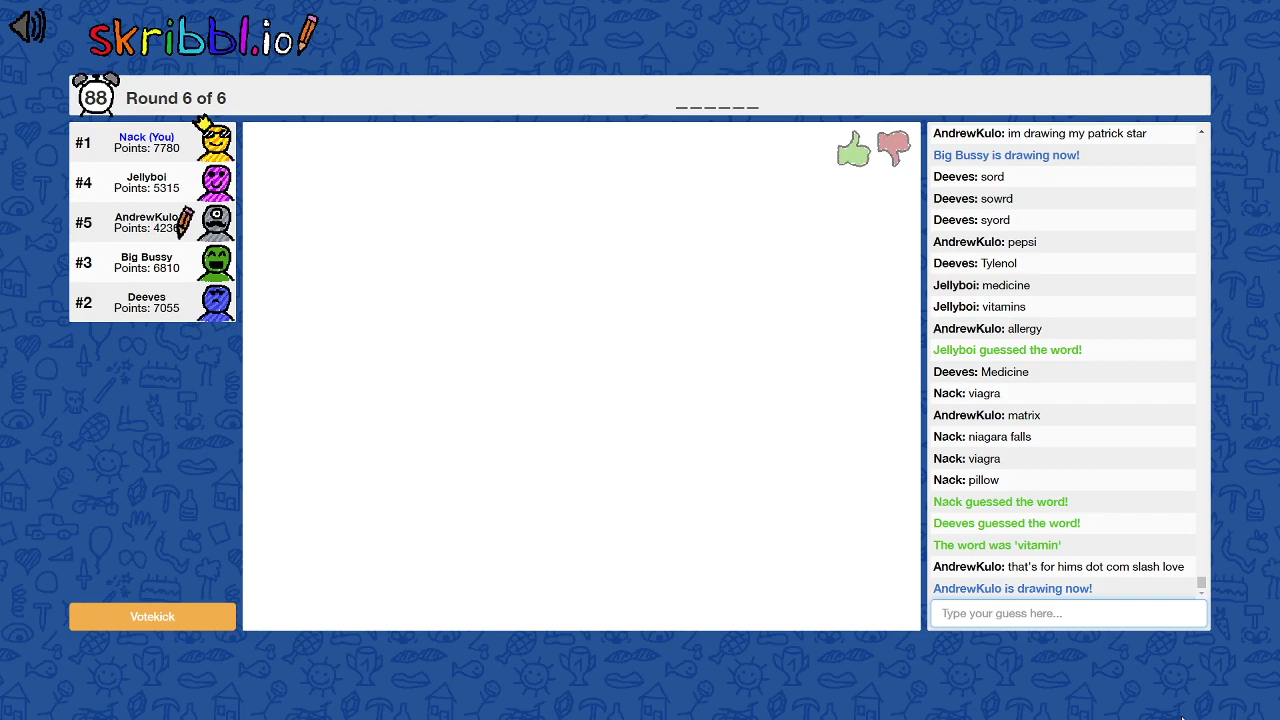 skribbl.io
88
Round 6 of 6
______
#1
Nack (You)
Points: 7780
#4
Jellyboi
Points: 5315
#5
AndrewKulo
#3
Big Bussy
Points: 6810
#2
Deeves
Points: 7055
Votekick
AndrewKulo: im drawing my patrick star
Big Bussy is drawing now!
Deeves: sord
Deeves: sowrd
Deeves: syord
AndrewKulo: pepsi
Deeves: Tylenol
Jellyboi: medicine
Jellyboi: vitamins
AndrewKulo: allergy
Jellyboi guessed the word!
Deeves: Medicine
Nack: viagra
AndrewKulo: matrix
Nack: niagara falls
Nack: viagra
Nack: pillow
Nack guessed the word!
Deeves guessed the word!
The word was 'vitamin'
AndrewKulo: that's for hims dot com slash love
AndrewKulo is drawing now!
Type your guess here...